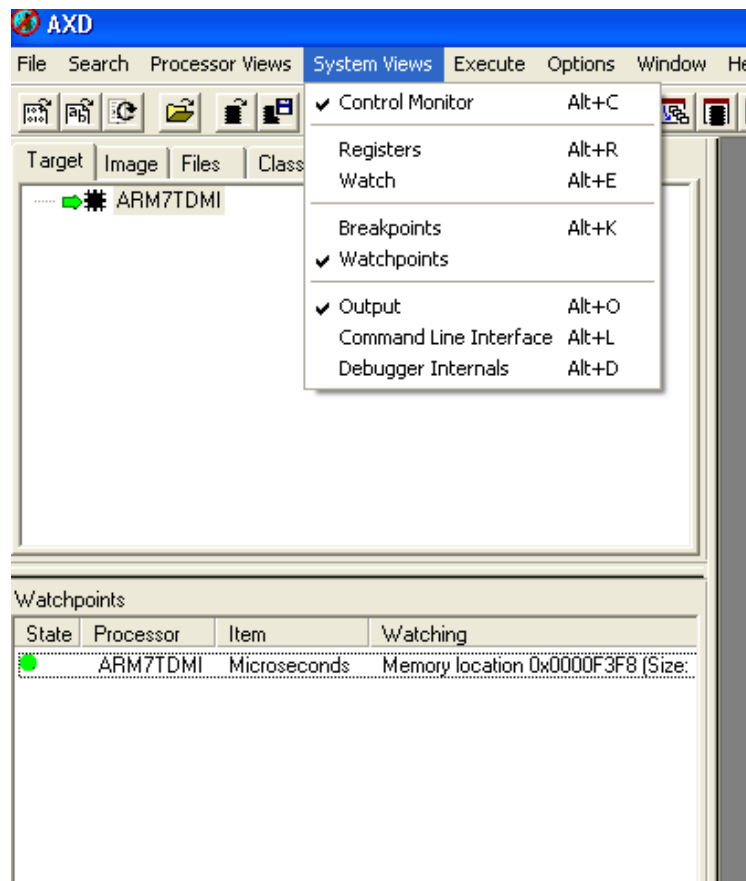 AXD
File Search Processor Views System Views Execute Options Window He
Control Monitor Alt+C
Registers Alt+R
Watch Alt+E
Breakpoints Alt+K
Watchpoints
Output Alt+O
Command Line Interface Alt+L
Debugger Internals Alt+D
Target Image Files Class
ARM7TDMI
Watchpoints
State Processor Item Watching
ARM7TDMI Microseconds Memory location 0x0000F3F8 (Size: